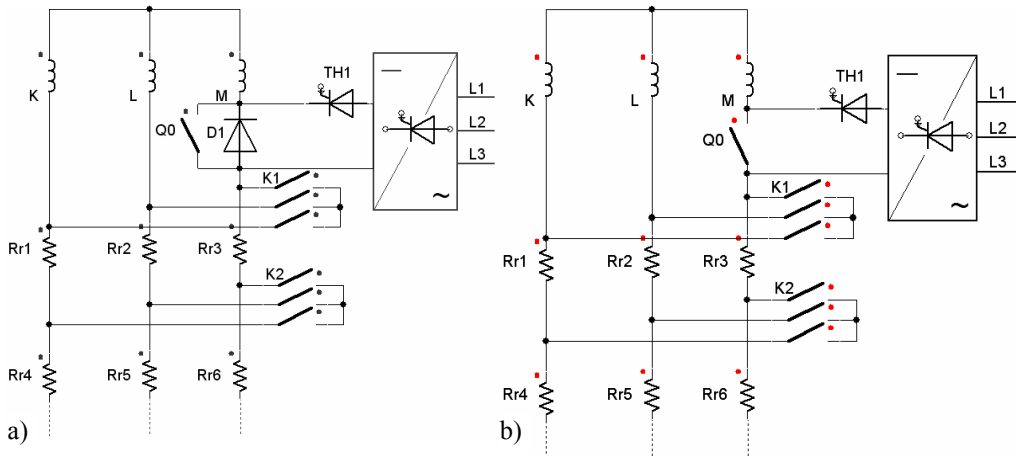 TH1
L1
K
L
M
L2
Q0
D1
L3
K1
~
Rr1
Rr2
Rr3
K2
Rr4
Rr5
Rr6
a)
TH1
L1
K
L
M
L2
Q0
L3
K1
~
Rr1
Rr2
Rr3
K2
Rr4
Rr5
Rr6
b)